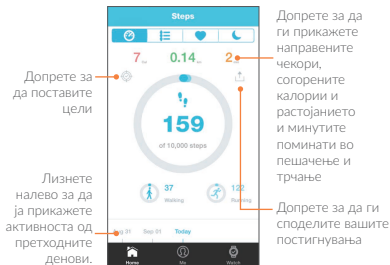 Steps
7
0.14
2
159
of 10,000 steps
37
Walking
122
Running
Aug 31 Sep 01 Today
Home Me Watch
Допрете за
да поставите
цели
Лизнете
налево за да
ја прикажете
активноста од
претходните
денови.
Допрете за да
ги прикажете
направените
чекори,
согорените
калории и
растојанието
и минутите
поминати во
пешачење и
трчање
Допрете за да ги
споделите вашите
постигнувања